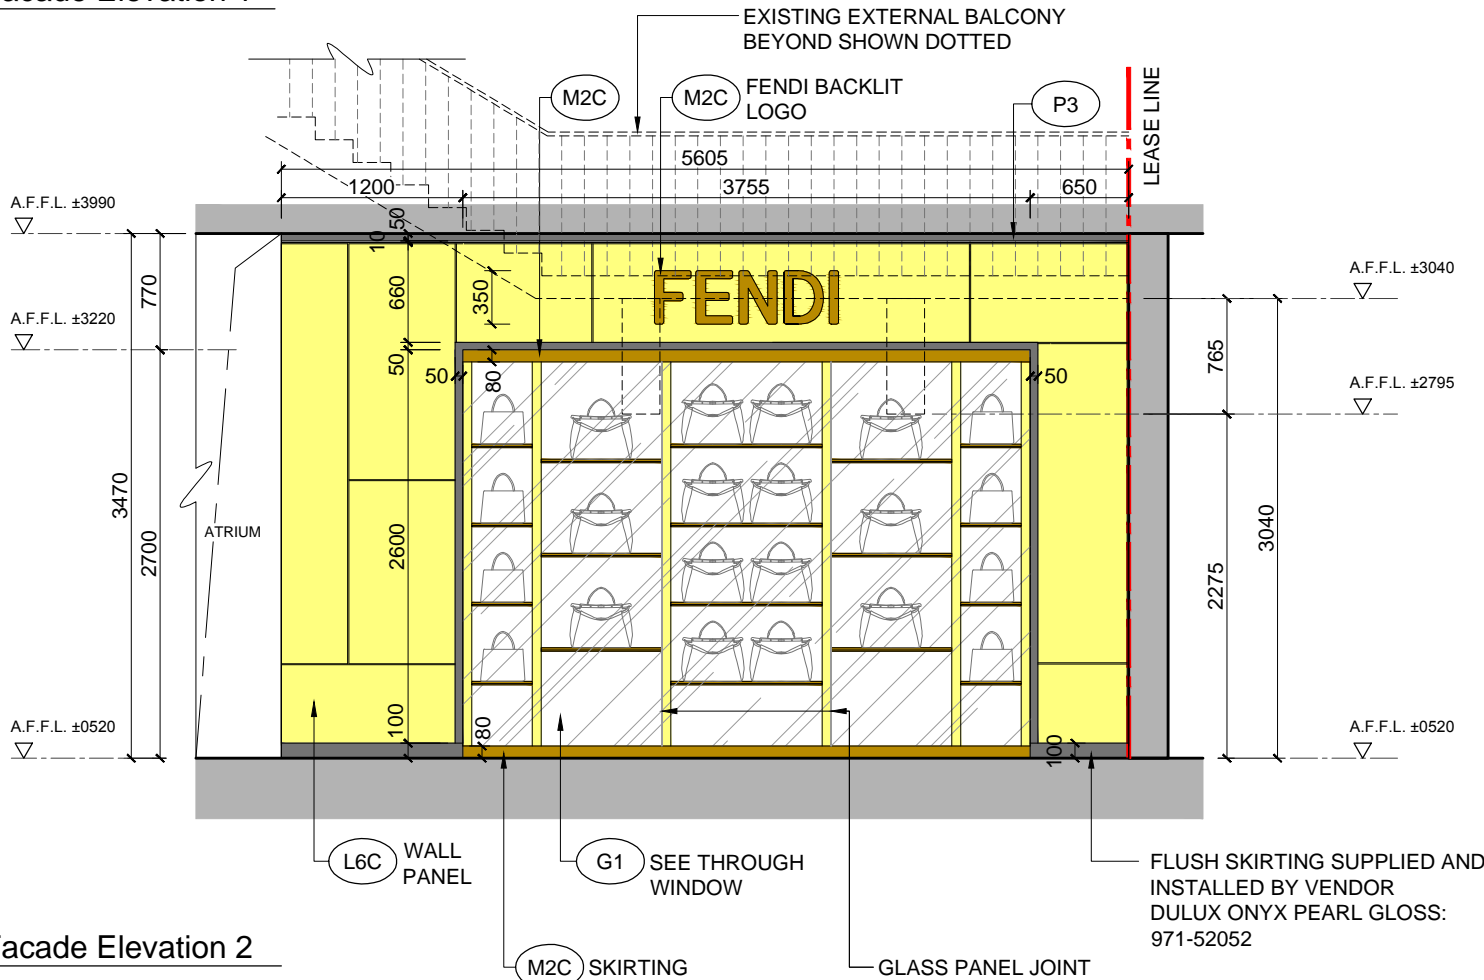 Facade Elevation 1
EXISTING EXTERNAL BALCONY
BEYOND SHOWN DOTTED
M2C
M2C
FENDI BACKLIT
LOGO
P3
LEASE LINE
5605
1200
3755
650
A.F.F.L. ±3990
50
10
770
660
350
FENDI
A.F.F.L. ±3040
A.F.F.L. ±3220
50
50
80
50
765
A.F.F.L. ±2795
3470
2700
ATRIUM
2600
3040
2275
A.F.F.L. ±0520
100
80
100
A.F.F.L. ±0520
L6C
WALL
PANEL
G1
SEE THROUGH
WINDOW
FLUSH SKIRTING SUPPLIED AND
INSTALLED BY VENDOR
DULUX ONYX PEARL GLOSS:
971-52052
Facade Elevation 2
M2C
SKIRTING
GLASS PANEL JOINT